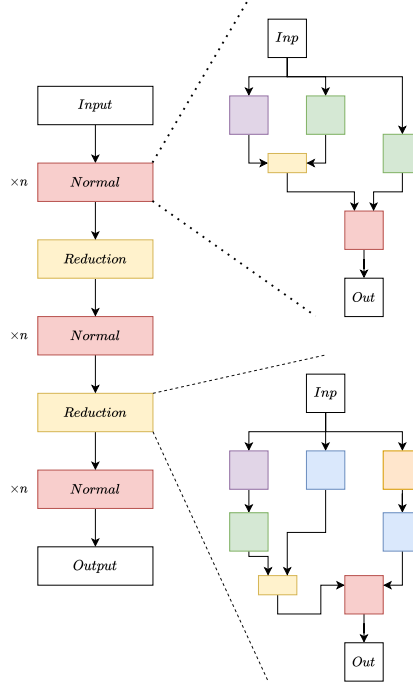 Input
×n
Normal
Reduction
×n
Normal
Reduction
×n
Normal
Output
Inp
Out
Inp
Out